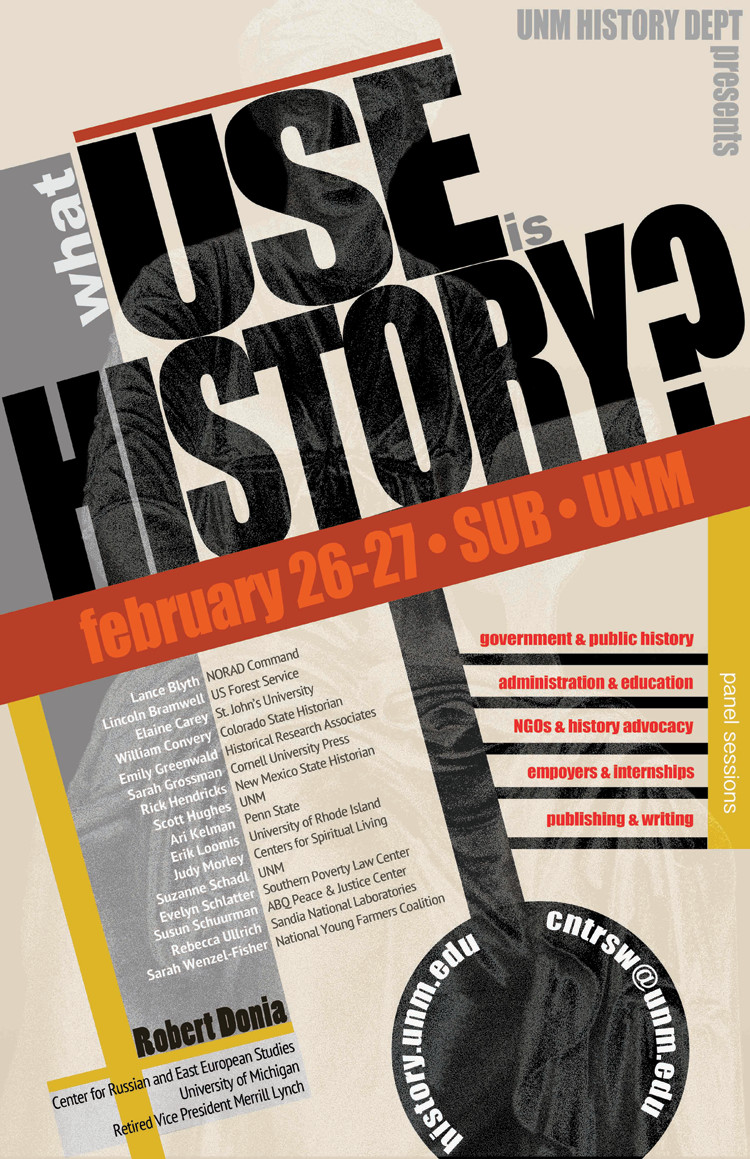 UNM HISTORY DEPT
presents
what
USE
is
HISTORY?
february 26-27 • SUB • UNM
Lance Blyth NORAD Command
Lincoln Bramwell US Forest Service
Elaine Carey St. John's University
William Convery Colorado State Historian
Emily Greenwald Historical Research Associates
Sarah Grossman Cornell University Press
Rick Hendricks New Mexico State Historian
Scott Hughes UNM
Ari Kelman Penn State
Erik Loomis University of Rhode Island
Judy Morley Centers for Spiritual Living
Suzanne Schadl UNM
Evelyn Schlatter Southern Poverty Law Center
Susun Schuurman ABQ Peace & Justice Center
Rebecca Ullrich Sandia National Laboratories
Sarah Wenzel-Fisher National Young Farmers Coalition
government & public history
administration & education
NGOs & history advocacy
empoyers & internships
publishing & writing
panel sessions
Robert Donia
Center for Russian and East European Studies
University of Michigan
Retired Vice President Merrill Lynch
history.unm.edu
cntrsw@unm.edu